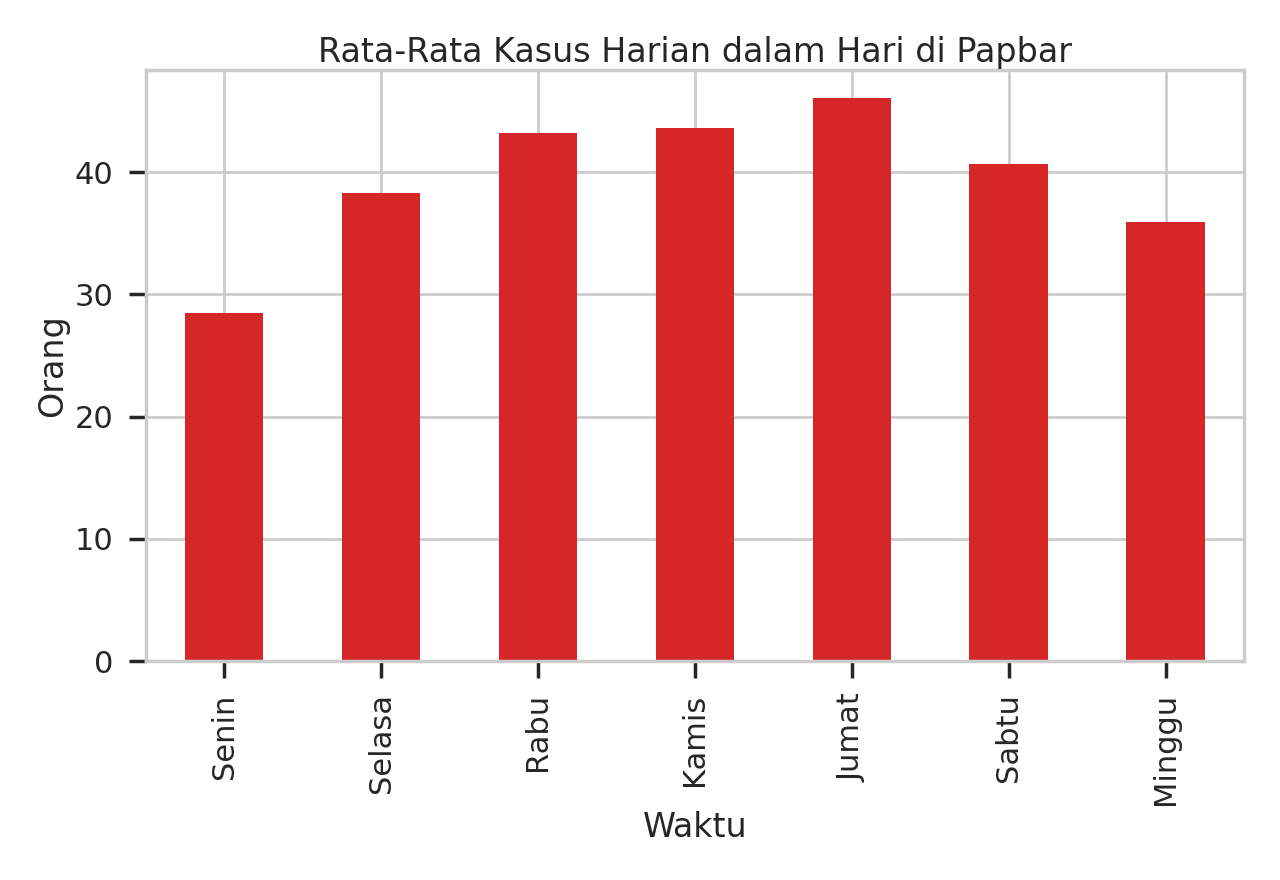 Rata-Rata Kasus Harian dalam Hari di Papbar
Orang
40
30
20
10
0
Senin
Selasa
Rabu
Kamis
Jumat
Sabtu
Minggu
Waktu